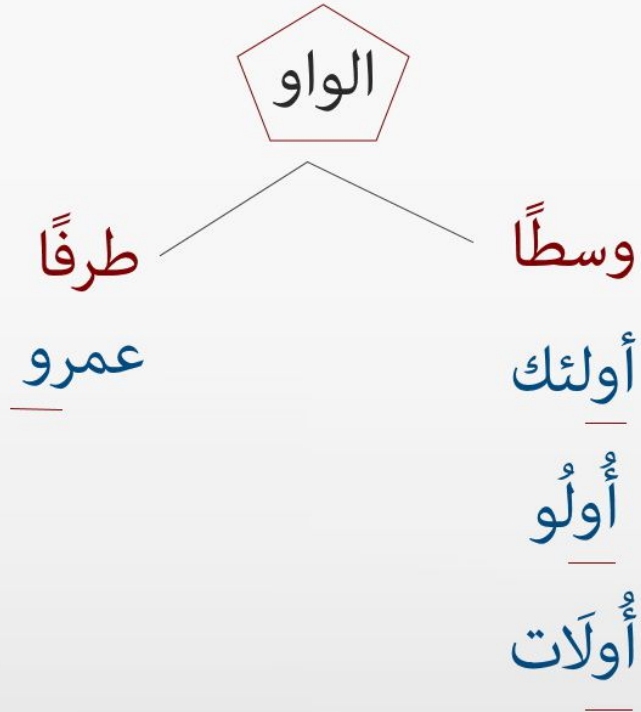 الواو
وسطًا
طرفًا
أولئك
عمرو
أُولُو
أُولَات